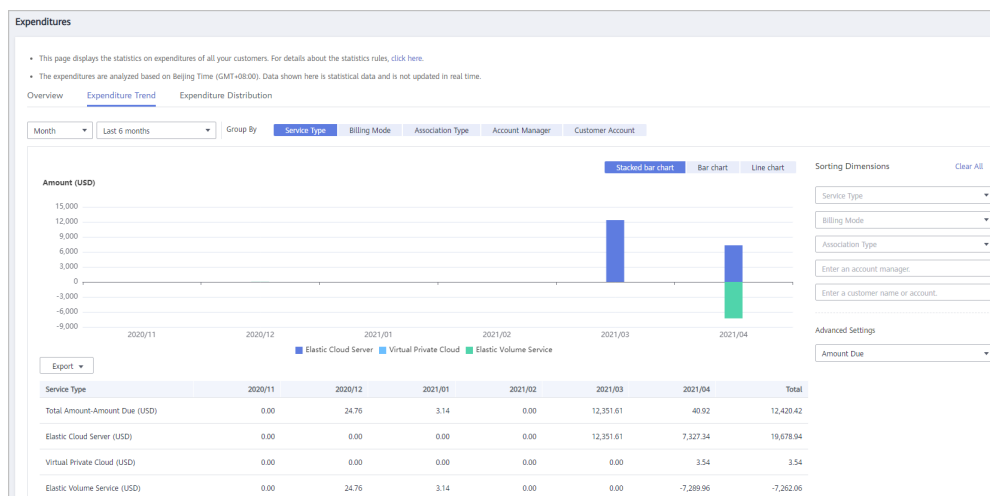 Expenditures
• This page displays the statistics on expenditures of all your customers. For details about the statistics rules, click here.
• The expenditures are analyzed based on Beijing Time (GMT+08:00). Data shown here is statistical data and is not updated in real time.
Overview Expenditure Trend Expenditure Distribution
Month Last 6 months Group By Service Type Billing Mode Association Type Account Manager Customer Account
Stacked bar chart Bar chart Line chart
Sorting Dimensions Clear All
Amount (USD)
Service Type
Billing Mode
Association Type
Enter an account manager.
Enter a customer name or account.
Advanced Settings
Amount Due
15,000
12,000
9,000
6,000
3,000
0
-3,000
-6,000
-9,000
2020/11 2020/12 2021/01 2021/02 2021/03 2021/04
Elastic Cloud Server Virtual Private Cloud Elastic Volume Service
Export
Service Type 2020/11 2020/12 2021/01 2021/02 2021/03 2021/04 Total
Total Amount-Amount Due (USD) 0.00 24.76 3.14 0.00 12,351.61 40.92 12,420.42
Elastic Cloud Server (USD) 0.00 0.00 0.00 0.00 12,351.61 7,327.34 19,678.94
Virtual Private Cloud (USD) 0.00 0.00 0.00 0.00 0.00 3.54 3.54
Elastic Volume Service (USD) 0.00 24.76 3.14 0.00 0.00 -7,289.96 -7,262.06